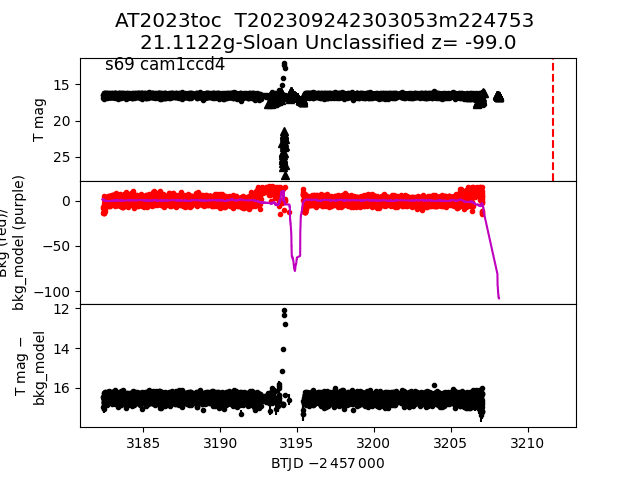 AT2023toc T202309242303053m224753
21.1122g-Sloan Unclassified z= -99.0
s69 cam1ccd4
T mag
15
20
25
Bkg (red)/
bkg_model (purple)
0
−50
−100
T mag −
bkg_model
12
14
16
3185 3190 3195 3200 3205 3210
BTJD −2 457 000